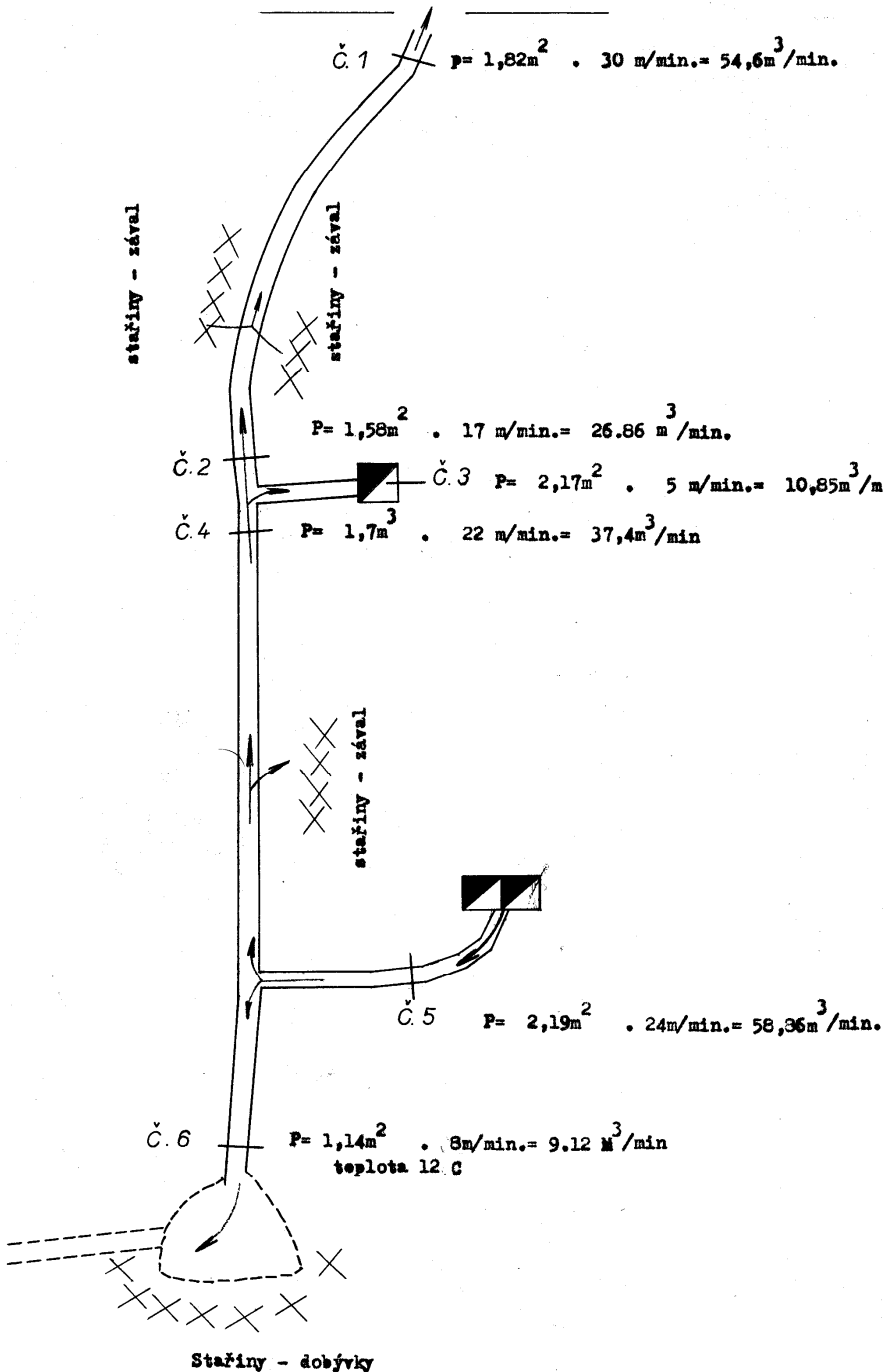 Č.1 p= 1,82m² . 30 m/min.= 54,6m³/min.
stařiny - zával
stařiny - zával
P= 1,58m² . 17 m/min.= 26.86 m³/min.
Č.2
Č.3 P= 2,17m² . 5 m/min.= 10,85m³/m
Č.4 P= 1,7m³ . 22 m/min.= 37,4m³/min
stařiny - zával
Č.5 P= 2,19m² . 24m/min.= 58,86m³/min.
Č.6 P= 1,14m² . 8m/min.= 9.12 M³/min
teplota 12 C
Stařiny - dobývky